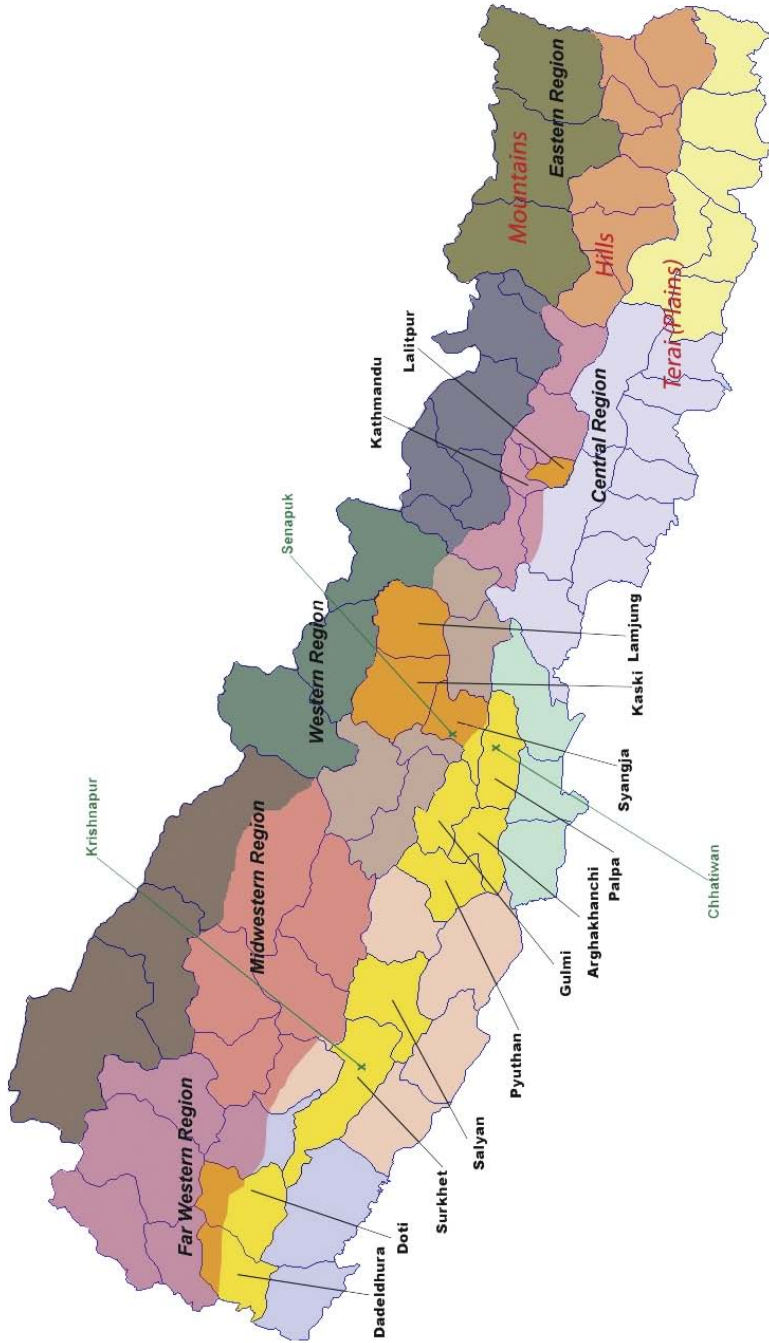 Krishnapur
Senapuk
Kathmandu
Lalitpur
Mountains
Eastern Region
Hills
Terai (Plains)
Central Region
Western Region
Midwestern Region
Far Western Region
Dadeldhura
Doti
Surkhet
Salyan
Pyuthan
Gulmi
Arghakhanchi
Palpa
Syangja
Kaski
Lamjung
Chhatiwan
x
x
x